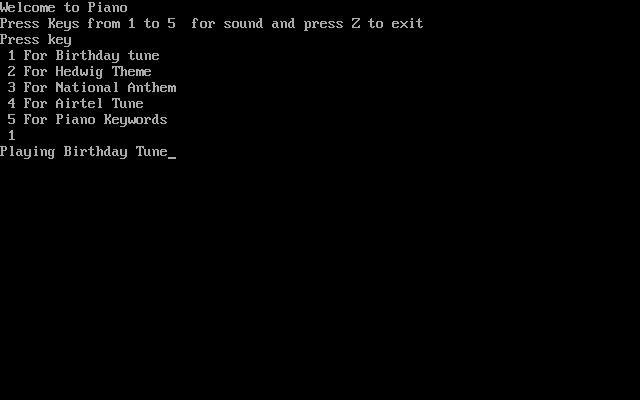 Welcome to Piano
Press Keys from 1 to 5  for sound and press Z to exit
Press key
 1 For Birthday tune
 2 For Hedwig Theme
 3 For National Anthem
 4 For Airtel Tune
 5 For Piano Keywords
 1
Playing Birthday Tune_